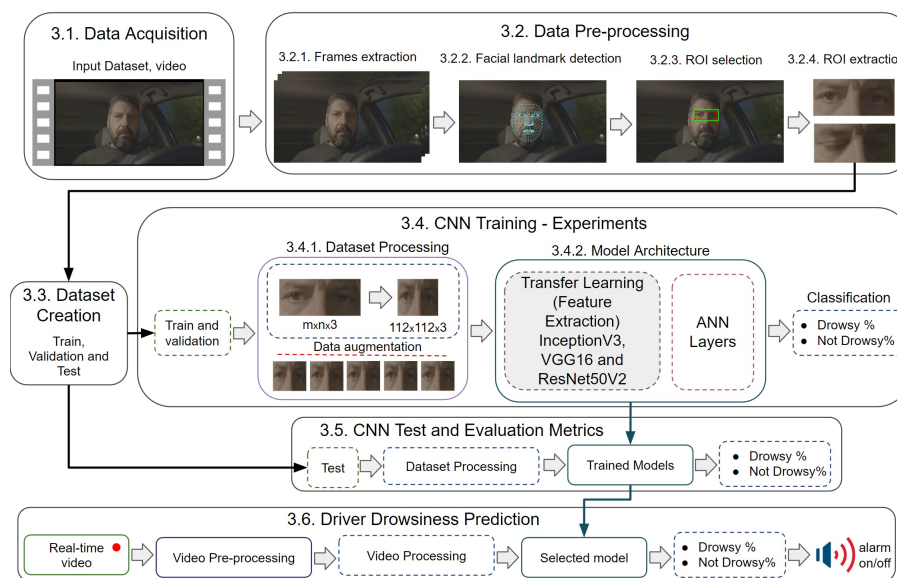 3.1. Data Acquisition
Input Dataset, video
3.2. Data Pre-processing
3.2.1. Frames extraction
3.2.2. Facial landmark detection
3.2.3. ROI selection
3.2.4. ROI extraction
3.3. Dataset
Creation
Train,
Validation and
Test
3.4. CNN Training - Experiments
3.4.1. Dataset Processing
Train and
validation
mxnx3
112x112x3
Data augmentation
3.4.2. Model Architecture
Transfer Learning
(Feature
Extraction)
InceptionV3,
VGG16 and
ResNet50V2
ANN
Layers
Classification
● Drowsy %
● Not Drowsy%
3.5. CNN Test and Evaluation Metrics
Test
Dataset Processing
Trained Models
● Drowsy %
● Not Drowsy%
3.6. Driver Drowsiness Prediction
Real-time
video
Video Pre-processing
Video Processing
Selected model
● Drowsy %
● Not Drowsy%
alarm
on/off